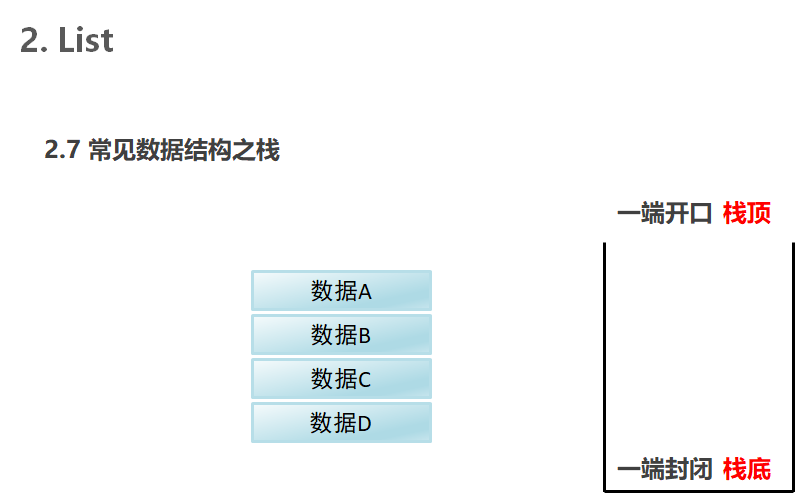 2. List
2.7 常见数据结构之栈
一端开口 栈顶
数据A
数据B
数据C
数据D
一端封闭 栈底